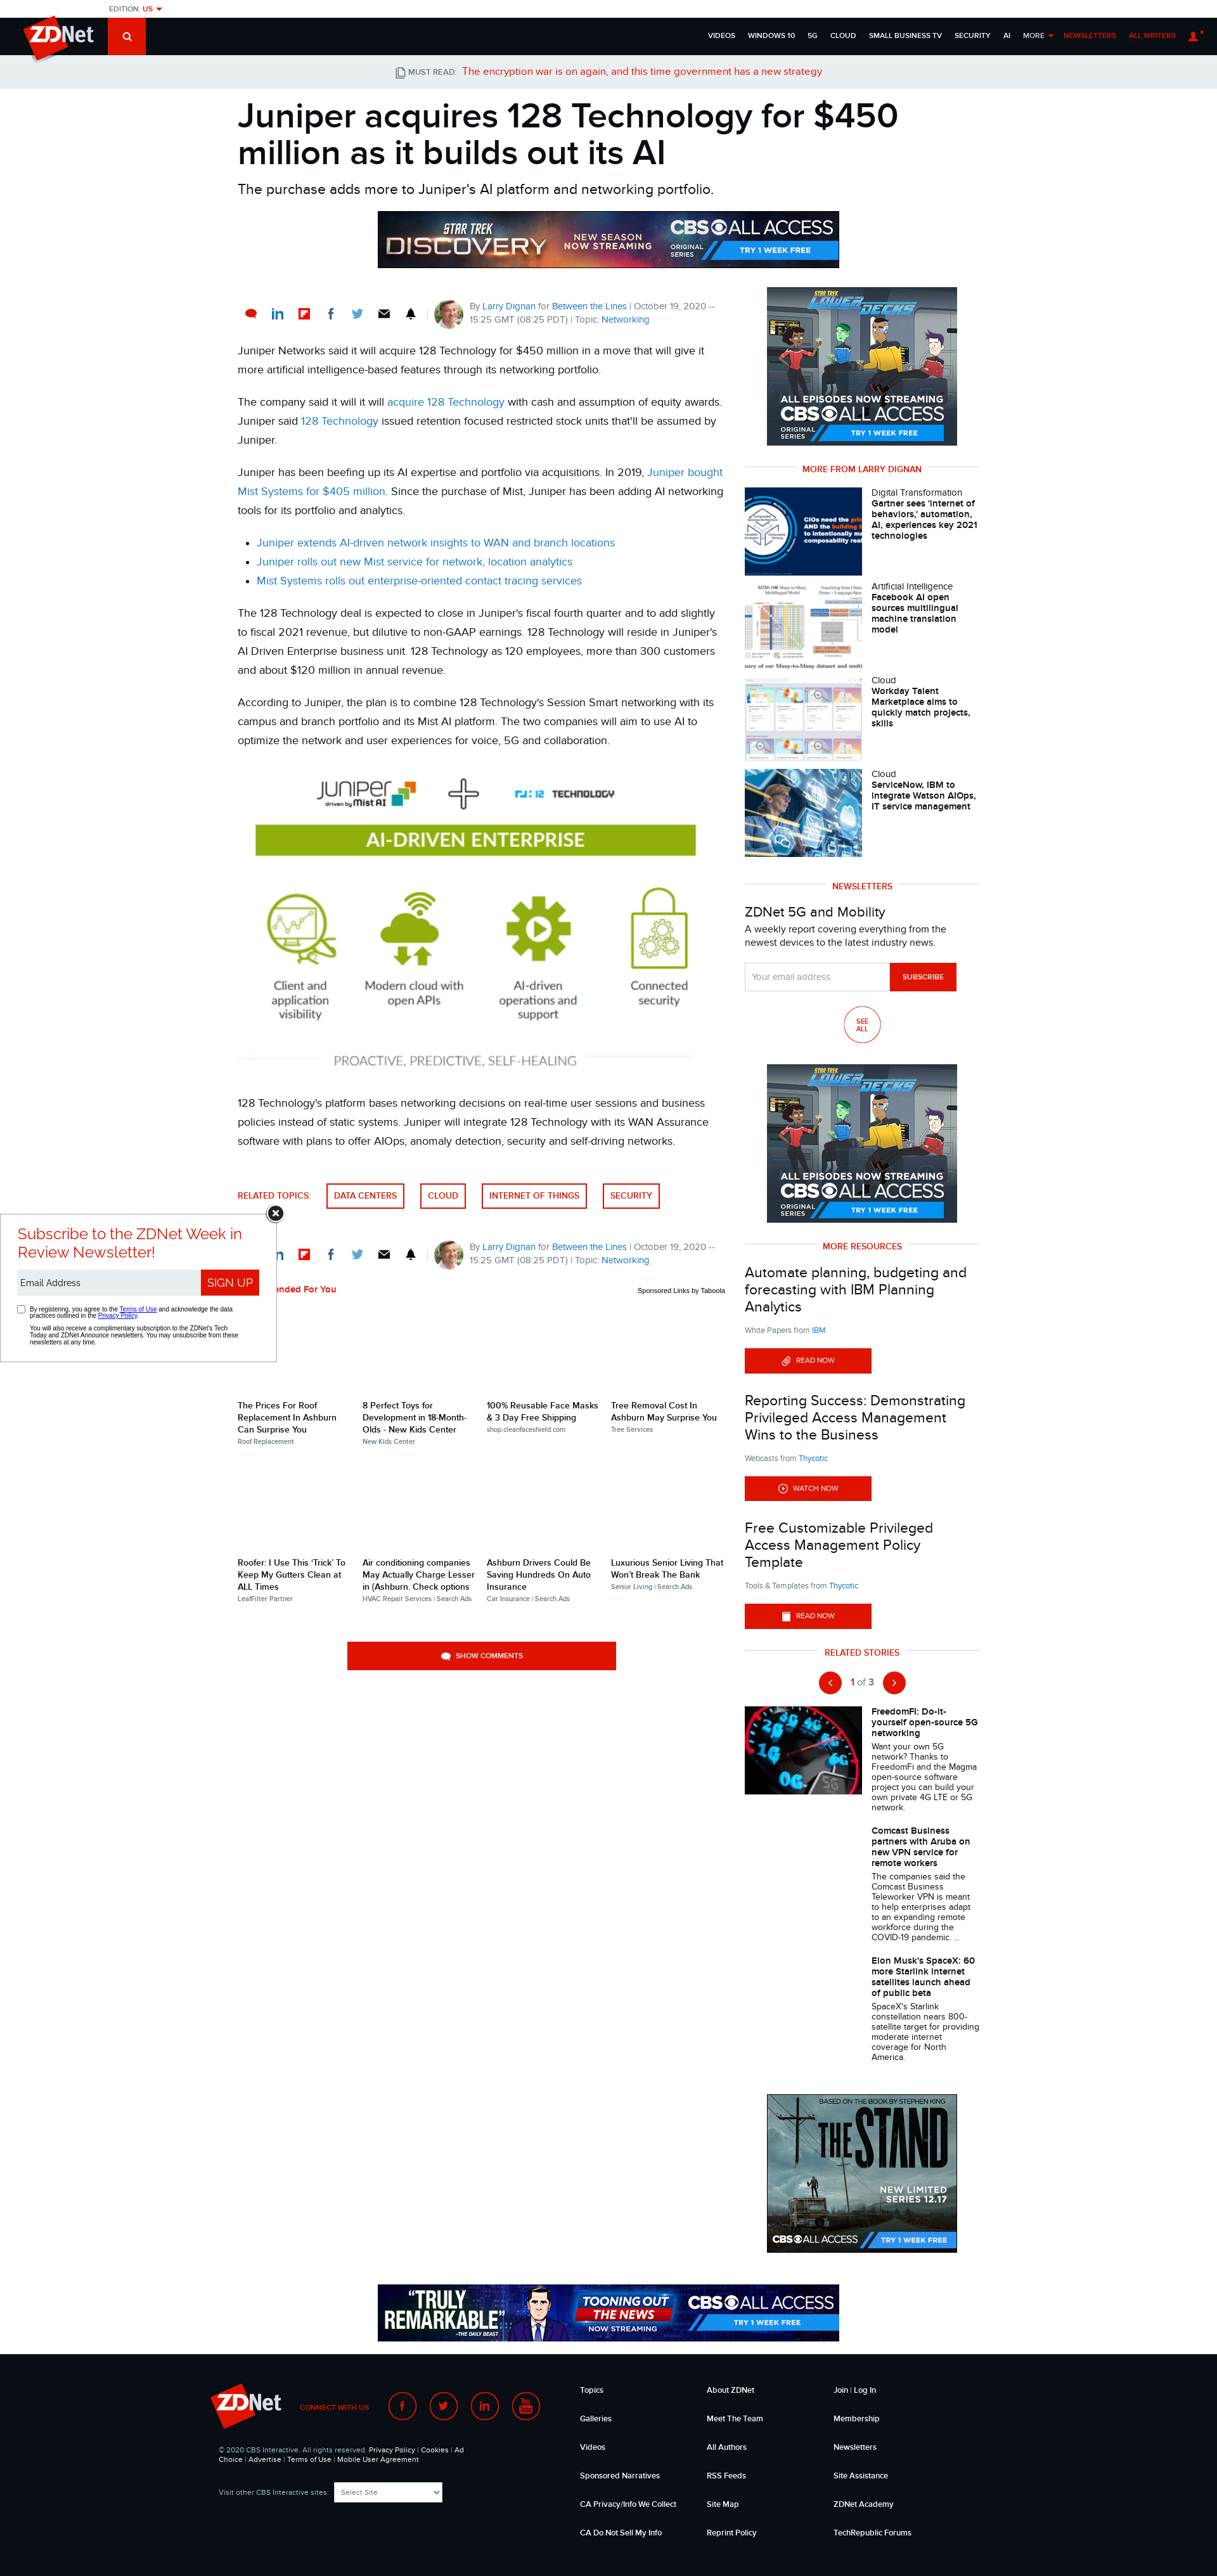 EDITION: US
ZDNet
VIDEOS WINDOWS 10 5G CLOUD SMALL BUSINESS TV SECURITY AI MORE NEWSLETTERS ALL WRITERS
MUST READ: The encryption war is on again, and this time government has a new strategy
Juniper acquires 128 Technology for $450
million as it builds out its AI
The purchase adds more to Juniper's AI platform and networking portfolio.
STAR TREK
DISCOVERY
NEW SEASON
NOW STREAMING
CBS ALL ACCESS
ORIGINAL
SERIES
TRY 1 WEEK FREE
By Larry Dignan for Between the Lines | October 19, 2020 --
15:25 GMT (08:25 PDT) | Topic: Networking
Juniper Networks said it will acquire 128 Technology for $450 million in a move that will give it
more artificial intelligence-based features through its networking portfolio.
The company said it will it will acquire 128 Technology with cash and assumption of equity awards.
Juniper said 128 Technology issued retention focused restricted stock units that'll be assumed by
Juniper.
Juniper has been beefing up its AI expertise and portfolio via acquisitions. In 2019, Juniper bought
Mist Systems for $405 million. Since the purchase of Mist, Juniper has been adding AI networking
tools for its portfolio and analytics.
Juniper extends AI-driven network insights to WAN and branch locations
Juniper rolls out new Mist service for network, location analytics
Mist Systems rolls out enterprise-oriented contact tracing services
The 128 Technology deal is expected to close in Juniper's fiscal fourth quarter and to add slightly
to fiscal 2021 revenue, but dilutive to non-GAAP earnings. 128 Technology will reside in Juniper's
AI Driven Enterprise business unit. 128 Technology as 120 employees, more than 300 customers
and about $120 million in annual revenue.
According to Juniper, the plan is to combine 128 Technology's Session Smart networking with its
campus and branch portfolio and its Mist AI platform. The two companies will aim to use AI to
optimize the network and user experiences for voice, 5G and collaboration.
JUNIPER
driven by Mist AI
128 TECHNOLOGY
AI-DRIVEN ENTERPRISE
Client and
application
visibility
Modern cloud with
open APIs
AI-driven
operations and
support
Connected
security
PROACTIVE, PREDICTIVE, SELF-HEALING
128 Technology's platform bases networking decisions on real-time user sessions and business
policies instead of static systems. Juniper will integrate 128 Technology with its WAN Assurance
software with plans to offer AIOps, anomaly detection, security and self-driving networks.
RELATED TOPICS: DATA CENTERS CLOUD INTERNET OF THINGS SECURITY
By Larry Dignan for Between the Lines | October 19, 2020 --
15:25 GMT (08:25 PDT) | Topic: Networking
Subscribe to the ZDNet Week in
Review Newsletter!
Email Address
SIGN UP
By registering, you agree to the Terms of Use and acknowledge the data
practices outlined in the Privacy Policy.
You will also receive a complimentary subscription to the ZDNet's Tech
Today and ZDNet Announce newsletters. You may unsubscribe from these
newsletters at any time.
ended For You
Sponsored Links by Taboola
The Prices For Roof
Replacement In Ashburn
Can Surprise You
Roof Replacement
8 Perfect Toys for
Development in 18-Month-
Olds - New Kids Center
New Kids Center
100% Reusable Face Masks
& 3 Day Free Shipping
shop.cleanfaceshield.com
Tree Removal Cost In
Ashburn May Surprise You
Tree Services
Roofer: I Use This ‘Trick’ To
Keep My Gutters Clean at
ALL Times
LeafFilter Partner
Air conditioning companies
May Actually Charge Lesser
in {Ashburn. Check options
HVAC Repair Services | Search Ads
Ashburn Drivers Could Be
Saving Hundreds On Auto
Insurance
Car Insurance | Search Ads
Luxurious Senior Living That
Won’t Break The Bank
Senior Living | Search Ads
SHOW COMMENTS
STAR TREK
LOWER DECKS
ALL EPISODES NOW STREAMING
CBS ALL ACCESS
ORIGINAL
SERIES
TRY 1 WEEK FREE
MORE FROM LARRY DIGNAN
CIOs need the
AND the building
to intentionally
composable
Digital Transformation
Gartner sees 'internet of
behaviors,' automation,
AI, experiences key 2021
technologies
Artificial Intelligence
Facebook AI open
sources multilingual
machine translation
model
Cloud
Workday Talent
Marketplace aims to
quickly match projects,
skills
Cloud
ServiceNow, IBM to
integrate Watson AIOps,
IT service management
NEWSLETTERS
ZDNet 5G and Mobility
A weekly report covering everything from the
newest devices to the latest industry news.
Your email address
SUBSCRIBE
SEE
ALL
STAR TREK
LOWER DECKS
ALL EPISODES NOW STREAMING
CBS ALL ACCESS
ORIGINAL
SERIES
TRY 1 WEEK FREE
MORE RESOURCES
Automate planning, budgeting and
forecasting with IBM Planning
Analytics
White Papers from IBM
READ NOW
Reporting Success: Demonstrating
Privileged Access Management
Wins to the Business
Webcasts from Thycotic
WATCH NOW
Free Customizable Privileged
Access Management Policy
Template
Tools & Templates from Thycotic
READ NOW
RELATED STORIES
1 of 3
0G 1G 2G 3G 4G 5G 6G
5G
FreedomFi: Do-it-
yourself open-source 5G
networking
Want your own 5G
network? Thanks to
FreedomFi and the Magma
open-source software
project you can build your
own private 4G LTE or 5G
network.
Comcast Business
partners with Aruba on
new VPN service for
remote workers
The companies said the
Comcast Business
Teleworker VPN is meant
to help enterprises adapt
to an expanding remote
workforce during the
COVID-19 pandemic. ...
Elon Musk's SpaceX: 60
more Starlink internet
satellites launch ahead
of public beta
SpaceX's Starlink
constellation nears 800-
satellite target for providing
moderate internet
coverage for North
America.
BASED ON THE BOOK BY STEPHEN KING
THE STAND
NEW LIMITED
SERIES 12.17
CBS ALL ACCESS
TRY 1 WEEK FREE
“TRULY
REMARKABLE”
–THE DAILY BEAST
TOONING OUT
THE NEWS
NOW STREAMING
CBS ALL ACCESS
TRY 1 WEEK FREE
ZDNet
CONNECT WITH US
You Tube
© 2020 CBS Interactive. All rights reserved. Privacy Policy | Cookies | Ad
Choice | Advertise | Terms of Use | Mobile User Agreement
Visit other CBS Interactive sites: Select Site
Topics
Galleries
Videos
Sponsored Narratives
CA Privacy/Info We Collect
CA Do Not Sell My Info
About ZDNet
Meet The Team
All Authors
RSS Feeds
Site Map
Reprint Policy
Join | Log In
Membership
Newsletters
Site Assistance
ZDNet Academy
TechRepublic Forums